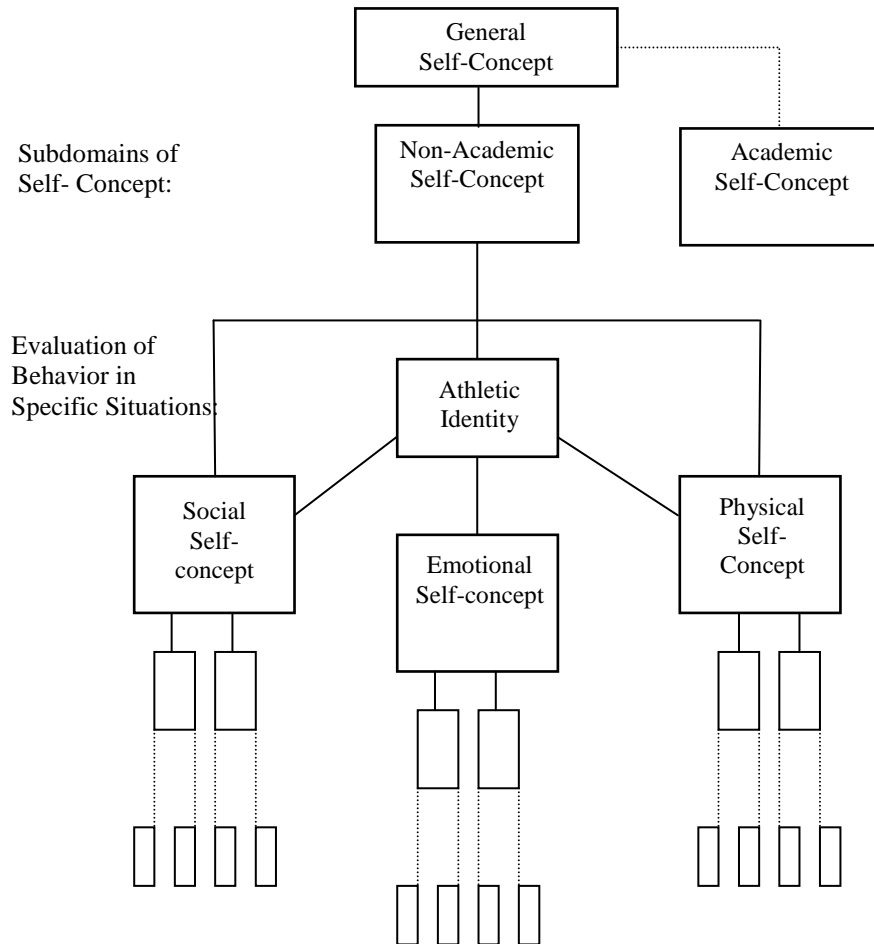 General
Self-Concept
Subdomains of
Self- Concept:
Non-Academic
Self-Concept
Academic
Self-Concept
Evaluation of
Behavior in
Specific Situations:
Athletic
Identity
Social
Self-
concept
Emotional
Self-concept
Physical
Self-
Concept